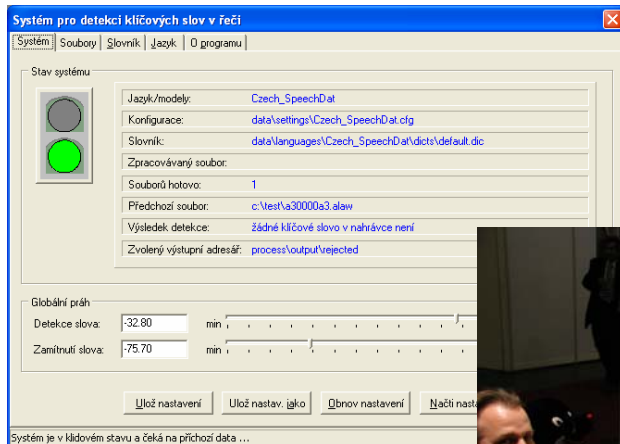 Systém pro detekci klíčových slov v řeči
Systém Soubory Slovník Jazyk O programu
Stav systému
Jazyk/modely: Czech_SpeechDat
Konfigurace: data\settings\Czech_SpeechDat.cfg
Slovník: data\languages\Czech_SpeechDat\dicts\default.dic
Zpracovávaný soubor:
Souborů hotovo: 1
Předchozí soubor: c:\test\a30000a3.alaw
Výsledek detekce: žádné klíčové slovo v nahrávce není
Zvolený výstupní adresář: process\output\rejected
Globální práh
Detekce slova: -32.80 min
Zamítnutí slova: -75.70 min
Ulož nastavení Ulož nastav. jako Obnov nastavení Načti nasta
Systém je v klidovém stavu a čeká na příchozí data ...